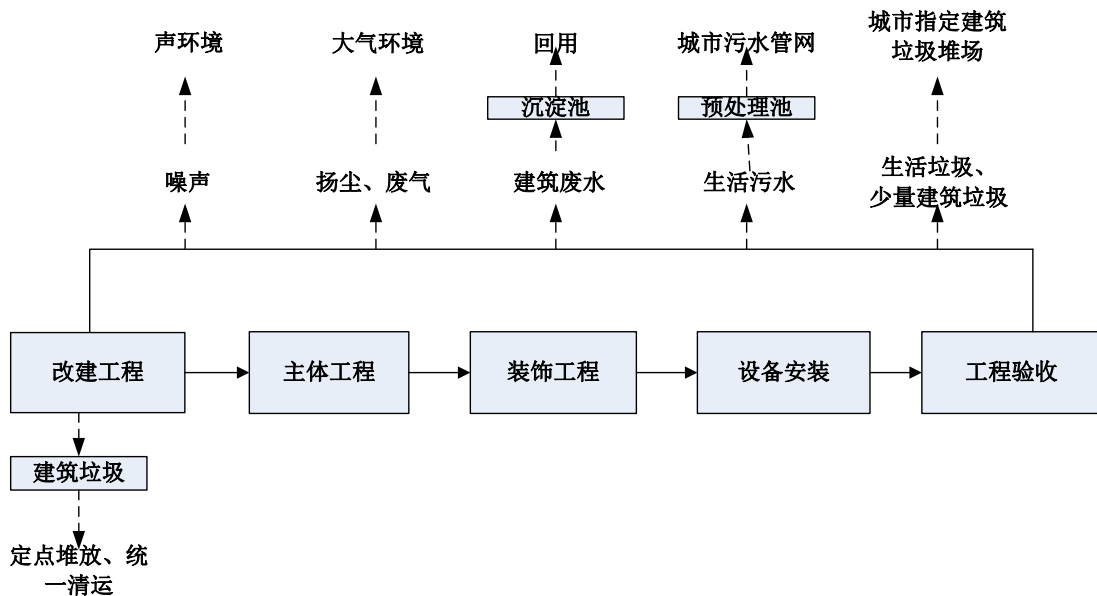 声环境
大气环境
回用
城市污水管网
城市指定建筑
垃圾堆场
沉淀池
预处理池
噪声
扬尘、废气
建筑废水
生活污水
生活垃圾、
少量建筑垃圾
改建工程
主体工程
装饰工程
设备安装
工程验收
建筑垃圾
定点堆放、统
一清运